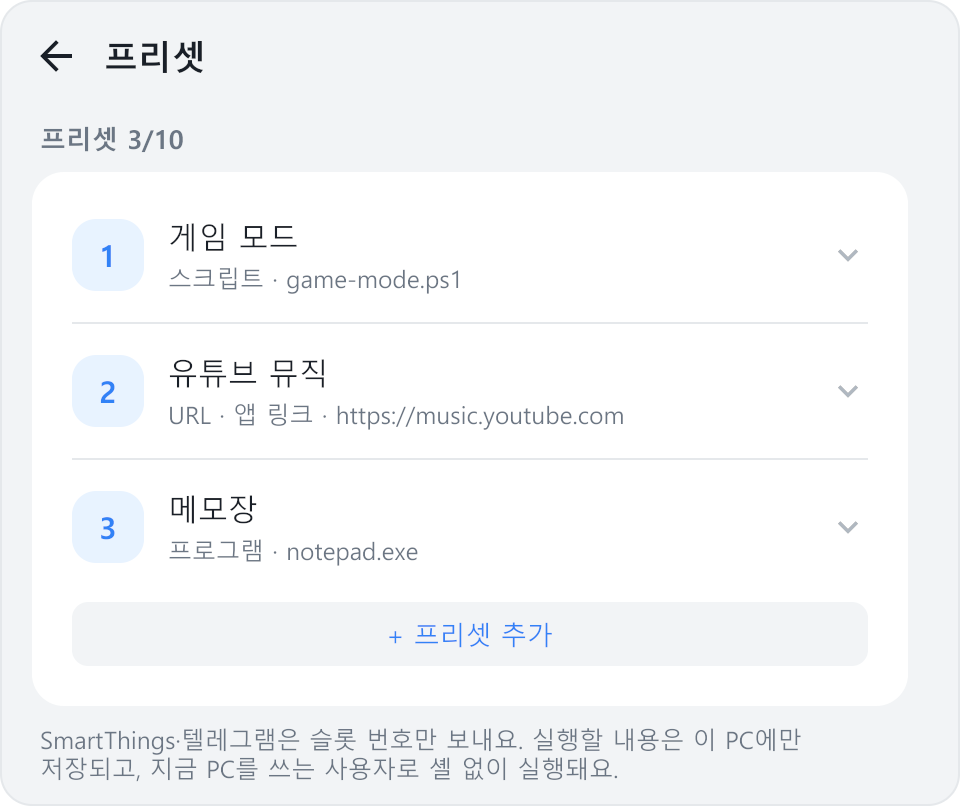 프리셋
프리셋 3/10
1
게임 모드
스크립트 · game-mode.ps1
2
유튜브 뮤직
URL · 앱 링크 · https://music.youtube.com
3
메모장
프로그램 · notepad.exe
+ 프리셋 추가
SmartThings·텔레그램은 슬롯 번호만 보내요. 실행할 내용은 이 PC에만
저장되고, 지금 PC를 쓰는 사용자로 셸 없이 실행돼요.